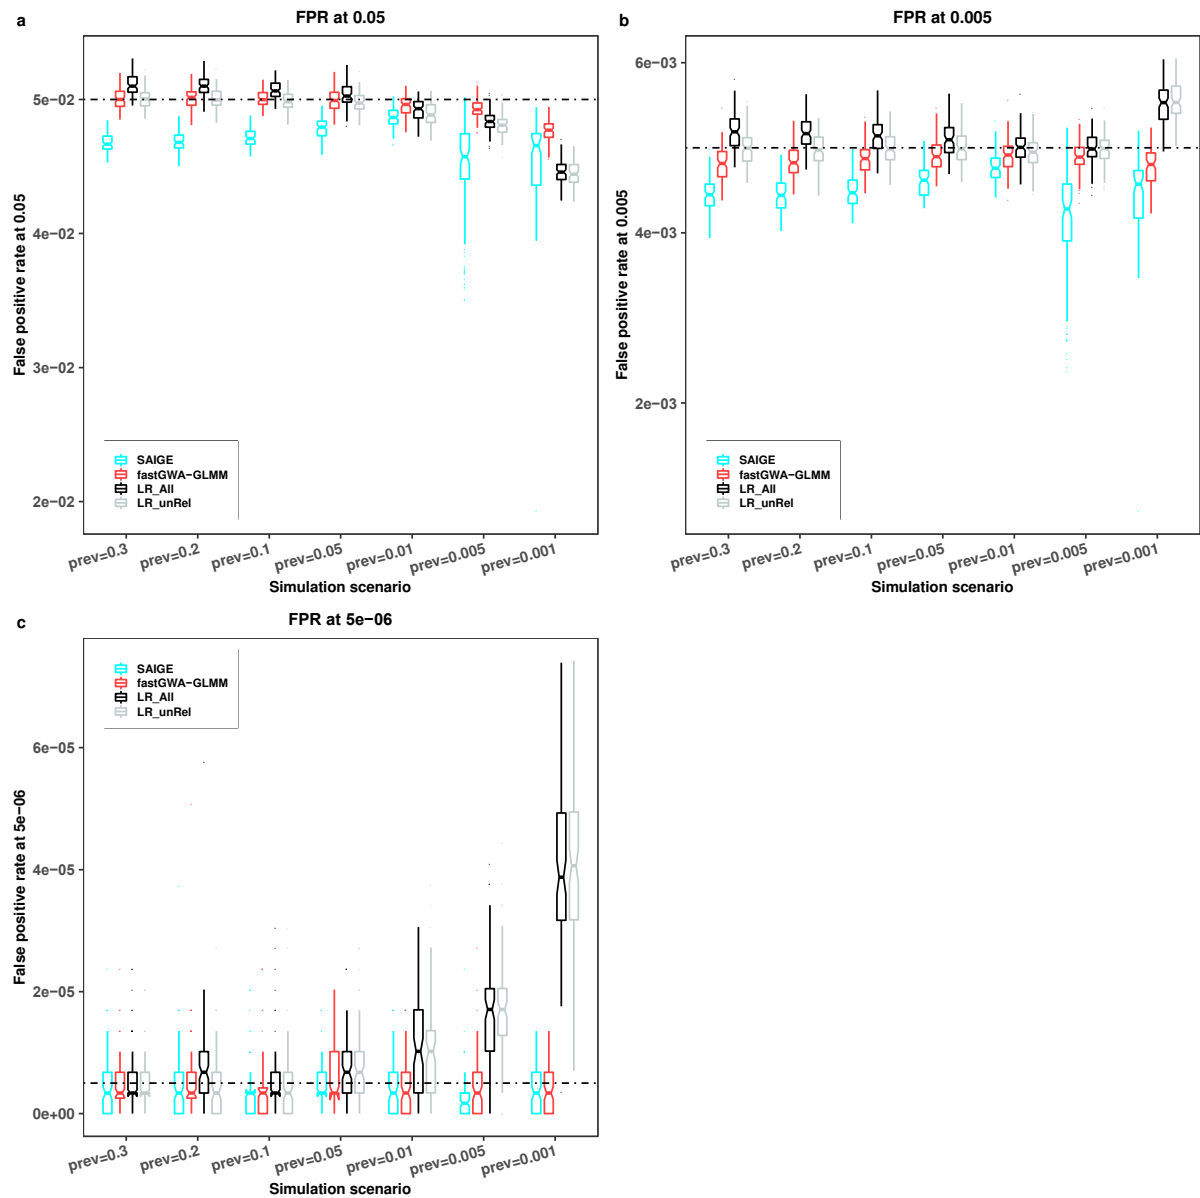 a
FPR at 0.05
False positive rate at 0.05
5e−02
4e−02
3e−02
2e−02
SAIGE
fastGWA−GLMM
LR_All
LR_unRel
prev=0.3
prev=0.2
prev=0.1
prev=0.05
prev=0.01
prev=0.005
prev=0.001
Simulation scenario
b
FPR at 0.005
False positive rate at 0.005
6e−03
4e−03
2e−03
SAIGE
fastGWA−GLMM
LR_All
LR_unRel
prev=0.3
prev=0.2
prev=0.1
prev=0.05
prev=0.01
prev=0.005
prev=0.001
Simulation scenario
c
FPR at 5e−06
False positive rate at 5e−06
SAIGE
fastGWA−GLMM
LR_All
LR_unRel
6e−05
4e−05
2e−05
0e+00
prev=0.3
prev=0.2
prev=0.1
prev=0.05
prev=0.01
prev=0.005
prev=0.001
Simulation scenario